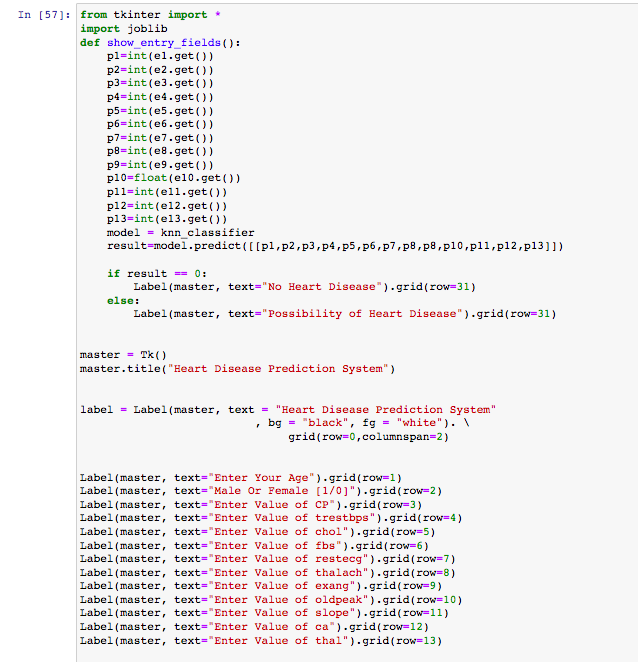 In [57]: from tkinter import *
import joblib
def show_entry_fields():
    p1=int(e1.get())
    p2=int(e2.get())
    p3=int(e3.get())
    p4=int(e4.get())
    p5=int(e5.get())
    p6=int(e6.get())
    p7=int(e7.get())
    p8=int(e8.get())
    p9=int(e9.get())
    p10=float(e10.get())
    p11=int(e11.get())
    p12=int(e12.get())
    p13=int(e13.get())
    model = knn_classifier
    result=model.predict([[p1,p2,p3,p4,p5,p6,p7,p8,p8,p10,p11,p12,p13]])
    if result == 0:
        Label(master, text="No Heart Disease").grid(row=31)
    else:
        Label(master, text="Possibility of Heart Disease").grid(row=31)
master = Tk()
master.title("Heart Disease Prediction System")
label = Label(master, text = "Heart Disease Prediction System"
                          , bg = "black", fg = "white"). \
                               grid(row=0,columnspan=2)
Label(master, text="Enter Your Age").grid(row=1)
Label(master, text="Male Or Female [1/0]").grid(row=2)
Label(master, text="Enter Value of CP").grid(row=3)
Label(master, text="Enter Value of trestbps").grid(row=4)
Label(master, text="Enter Value of chol").grid(row=5)
Label(master, text="Enter Value of fbs").grid(row=6)
Label(master, text="Enter Value of restecg").grid(row=7)
Label(master, text="Enter Value of thalach").grid(row=8)
Label(master, text="Enter Value of exang").grid(row=9)
Label(master, text="Enter Value of oldpeak").grid(row=10)
Label(master, text="Enter Value of slope").grid(row=11)
Label(master, text="Enter Value of ca").grid(row=12)
Label(master, text="Enter Value of thal").grid(row=13)